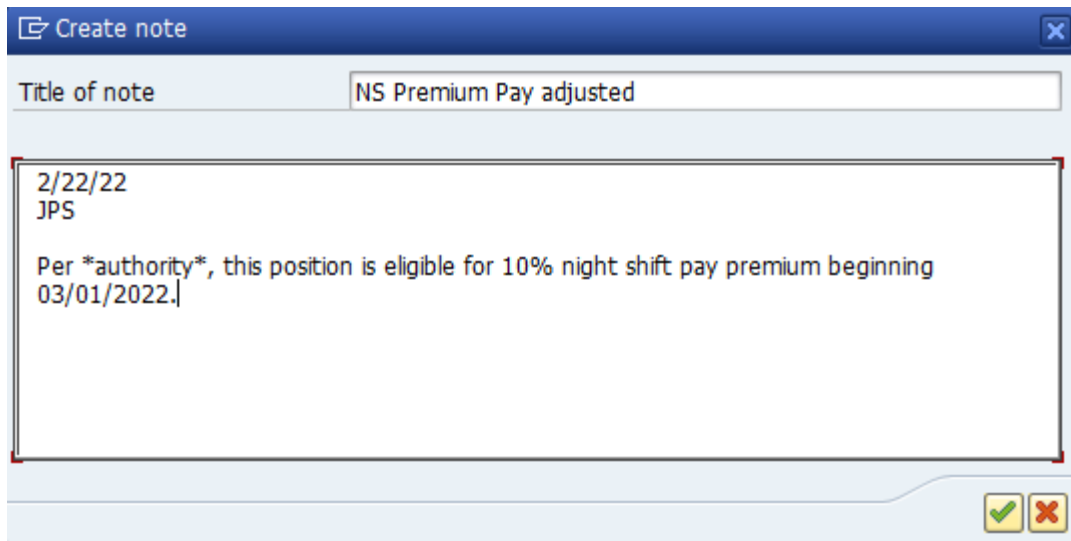 Create note
Title of note NS Premium Pay adjusted
2/22/22
JPS
Per *authority*, this position is eligible for 10% night shift pay premium beginning
03/01/2022.